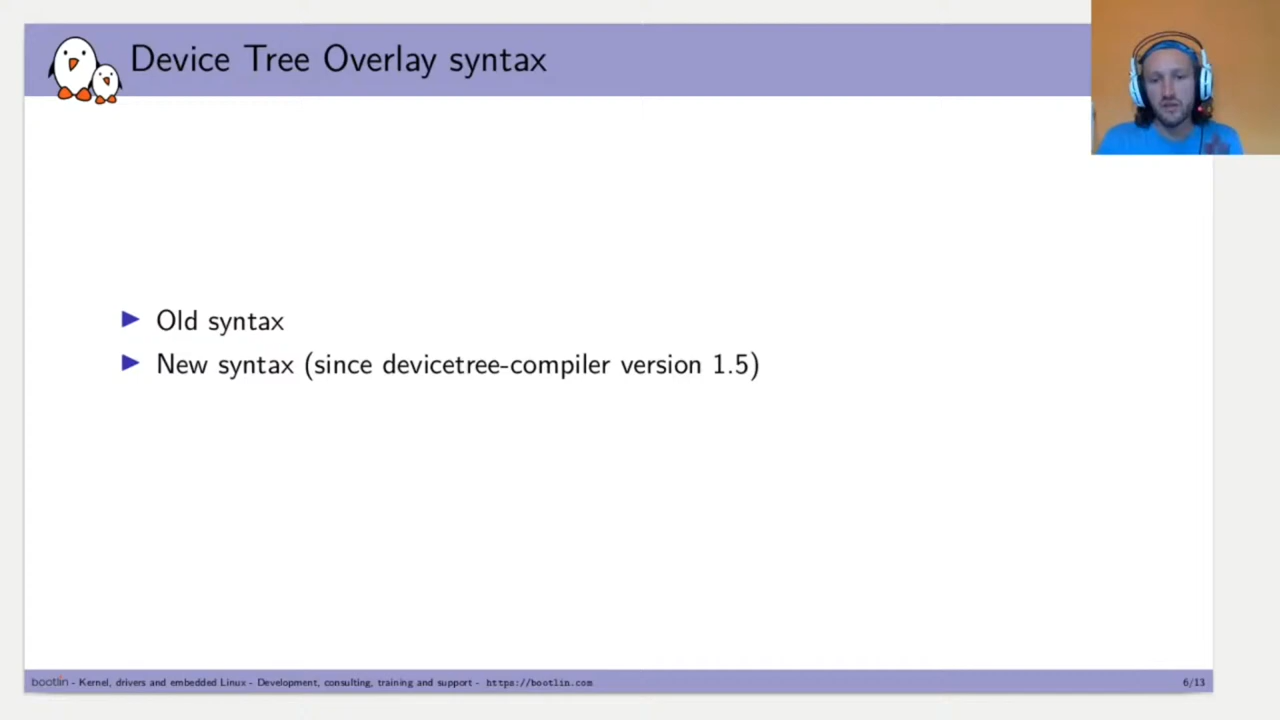 Device Tree Overlay syntax
Old syntax
New syntax (since devicetree-compiler version 1.5)
bootlin - Kernel, drivers and embedded Linux - Development, consulting, training and support - https://bootlin.com
6/13